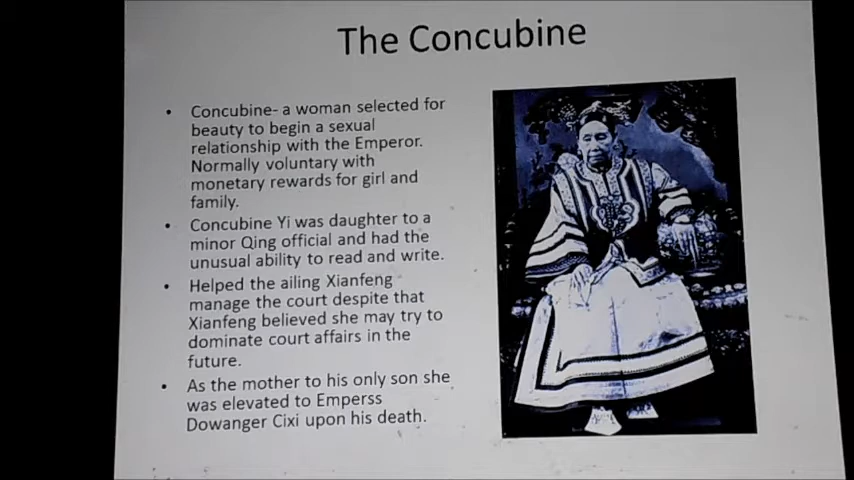 The Concubine
• Concubine- a woman selected for
beauty to begin a sexual
relationship with the Emperor.
Normally voluntary with
monetary rewards for girl and
family.
• Concubine Yi was daughter to a
minor Qing official and had the
unusual ability to read and write.
• Helped the ailing Xianfeng
manage the court despite that
Xianfeng believed she may try to
dominate court affairs in the
future.
• As the mother to his only son she
was elevated to Emperss
Dowanger Cixi upon his death.